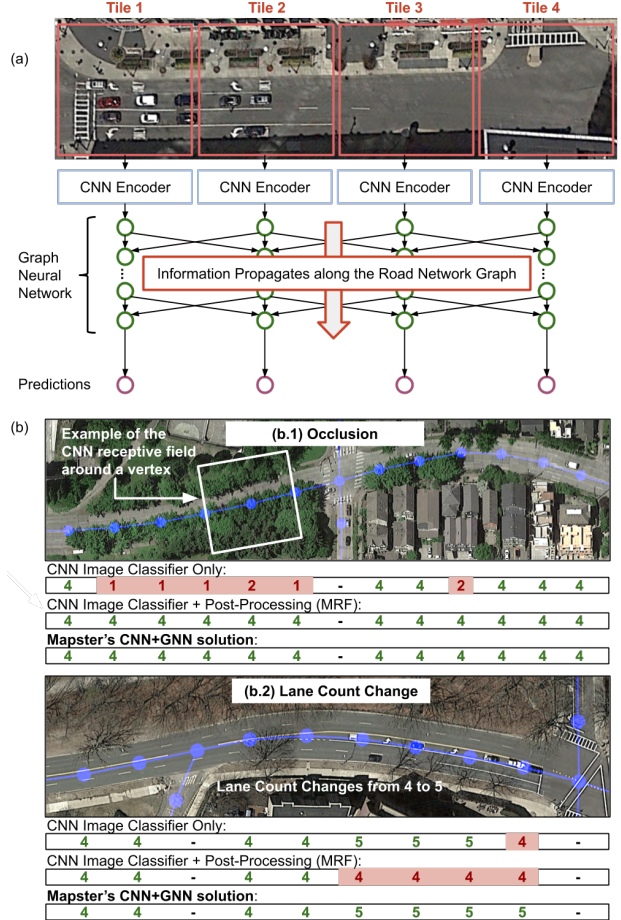 Tile 1 Tile 2 Tile 3 Tile 4
(a)
CNN Encoder CNN Encoder CNN Encoder CNN Encoder
Graph
Neural
Network
Information Propagates along the Road Network Graph
Predictions
(b)
(b.1) Occlusion
Example of the
CNN receptive field
around a vertex
CNN Image Classifier Only:
4 1 1 1 2 1 - 4 4 2 4 4 4
CNN Image Classifier + Post-Processing (MRF):
4 4 4 4 4 4 - 4 4 4 4 4 4
Mapster's CNN+GNN solution:
4 4 4 4 4 4 - 4 4 4 4 4 4
(b.2) Lane Count Change
Lane Count Changes from 4 to 5
CNN Image Classifier Only:
4 4 - 4 4 5 5 5 4 -
CNN Image Classifier + Post-Processing (MRF):
4 4 - 4 4 4 4 4 4 -
Mapster's CNN+GNN solution:
4 4 - 4 4 5 5 5 5 -